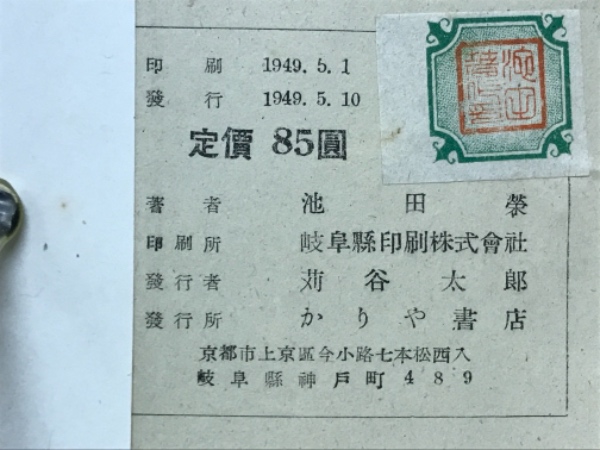 印刷 1949.5.1
發行 1949.5.10
定價 85圓
著者 池田榮
印刷所 岐阜縣印刷株式會社
發行者 苅谷太郎
發行所 かりや書店
京都市上京區今小路七本松西入
岐阜縣神戸町489